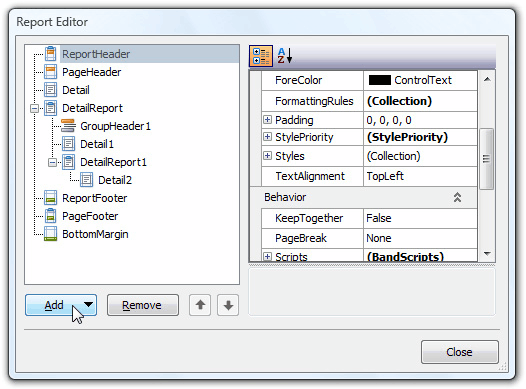 Report Editor
ReportHeader
PageHeader
Detail
DetailReport
GroupHeader1
Detail1
DetailReport1
Detail2
ReportFooter
PageFooter
BottomMargin
ForeColor ControlText
FormattingRules (Collection)
Padding 0, 0, 0, 0
StylePriority (StylePriority)
Styles (Collection)
TextAlignment TopLeft
Behavior
KeepTogether False
PageBreak None
Scripts (BandScripts)
Add Remove
Close